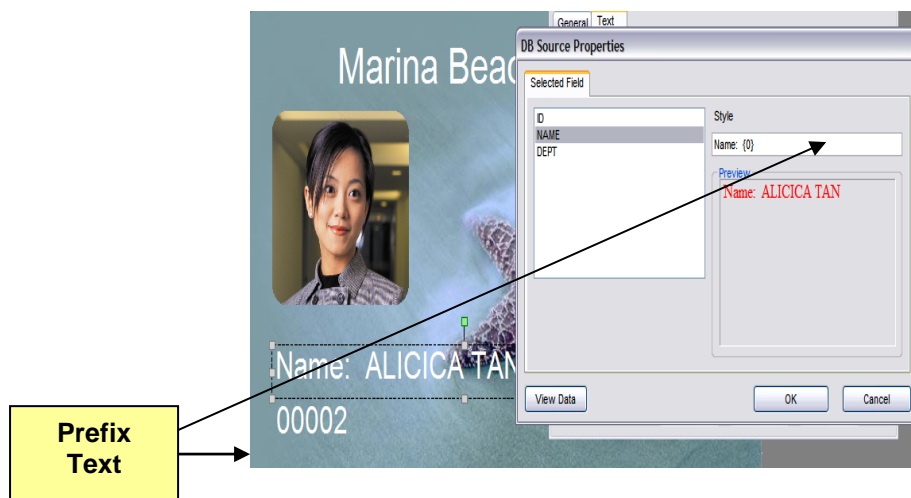 General Text
DB Source Properties
Marina Beac
Selected Field
ID
NAME
DEPT
Style
Name: {0}
Preview
Name: ALICICA TAN
Name: ALICICA TAN
00002
View Data
OK
Cancel
Prefix
Text